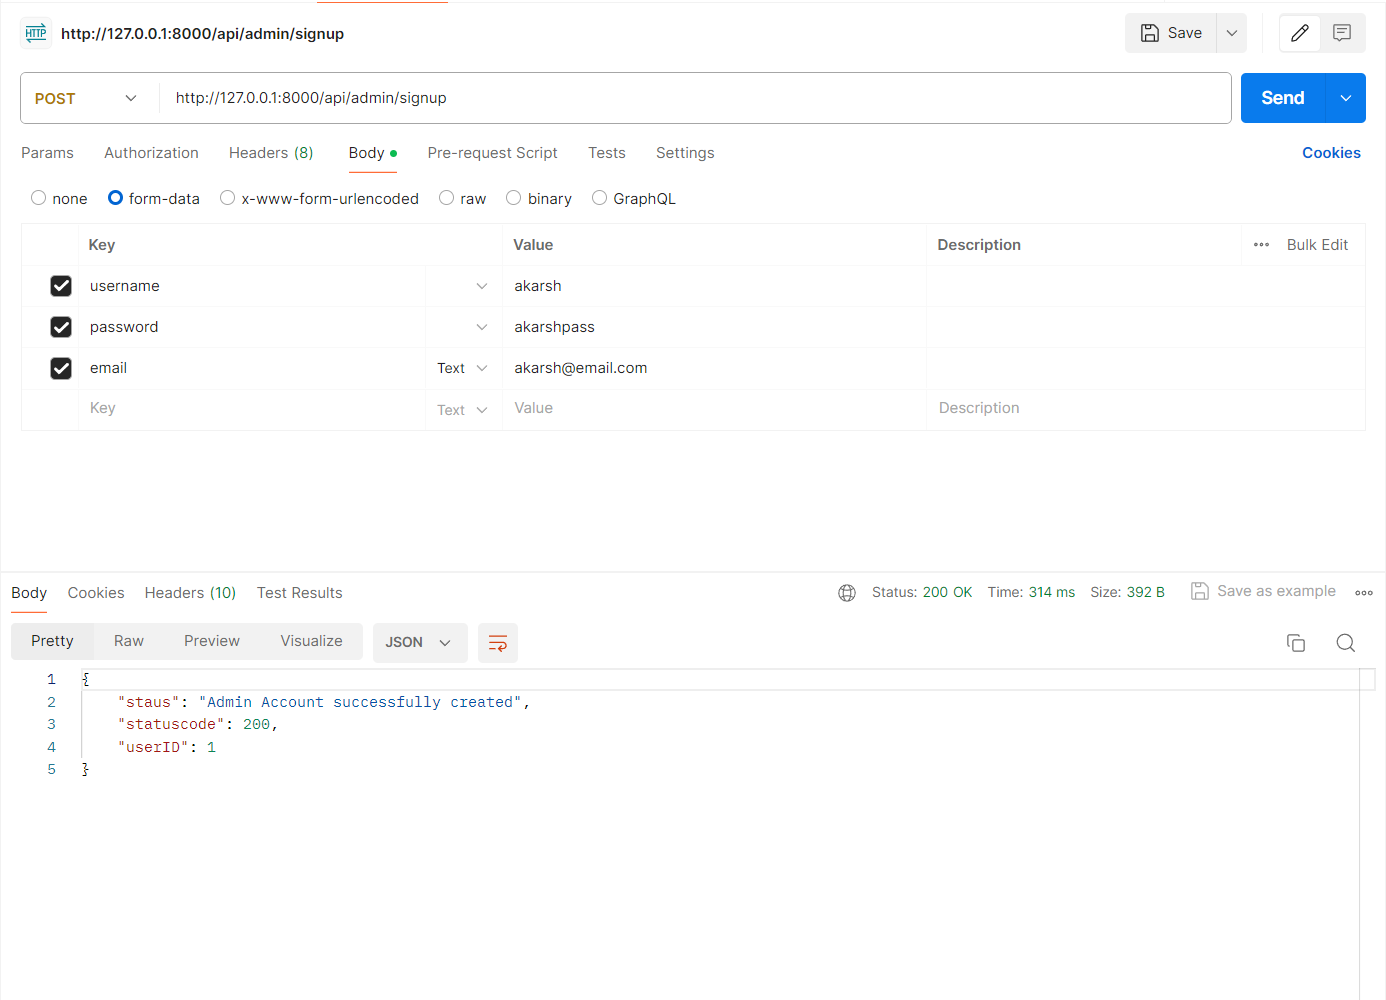 HTTP http://127.0.0.1:8000/api/admin/signup Save
POST http://127.0.0.1:8000/api/admin/signup Send
Params Authorization Headers (8) Body Pre-request Script Tests Settings Cookies
none form-data x-www-form-urlencoded raw binary GraphQL
Key Value Description Bulk Edit
username akarsh
password akarshpass
email Text akarsh@email.com
Key Text Value Description
Body Cookies Headers (10) Test Results Status: 200 OK Time: 314 ms Size: 392 B Save as example
Pretty Raw Preview Visualize JSON
1 {
2 "staus": "Admin Account successfully created",
3 "statuscode": 200,
4 "userID": 1
5 }